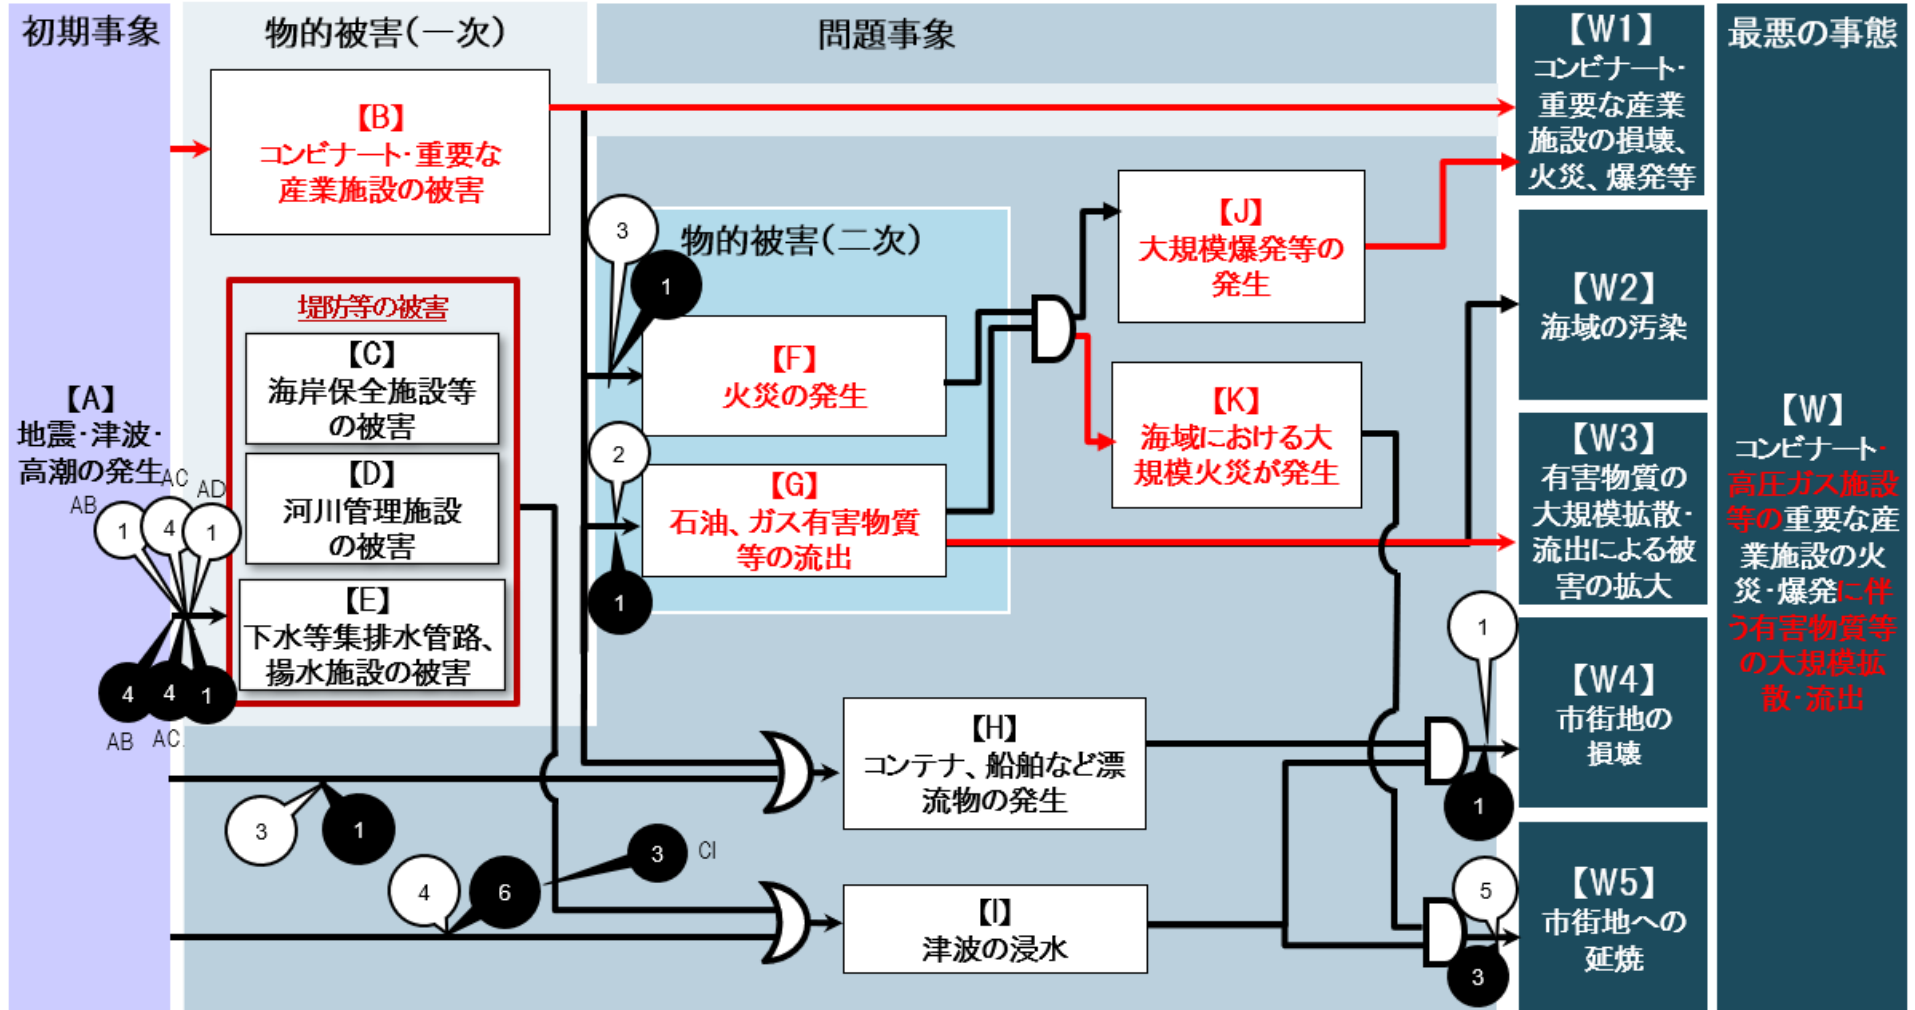 初期事象
物的被害(一次)
問題事象
最悪の事態
【A】
地震・津波・
高潮の発生
【B】
コンビナート・重要な
産業施設の被害
堤防等の被害
【C】
海岸保全施設等
の被害
【D】
河川管理施設
の被害
【E】
下水等集排水管路、
揚水施設の被害
AB
AC
AD
1
4
1
4
4
1
AB
AC.
物的被害(二次)
3
1
【F】
火災の発生
2
【G】
石油、ガス有害物質
等の流出
1
【J】
大規模爆発等の
発生
【K】
海域における大
規模火災が発生
【H】
コンテナ、船舶など漂
流物の発生
3
1
【I】
津波の浸水
4
6
3
CI
1
1
5
3
【W1】
コンビナート・
重要な産業
施設の損壊、
火災、爆発等
【W2】
海域の汚染
【W3】
有害物質の
大規模拡散・
流出による被
害の拡大
【W4】
市街地の
損壊
【W5】
市街地への
延焼
【W】
コンビナート・
高圧ガス施設
等の重要な産
業施設の火
災・爆発に伴
う有害物質等
の大規模拡
散・流出